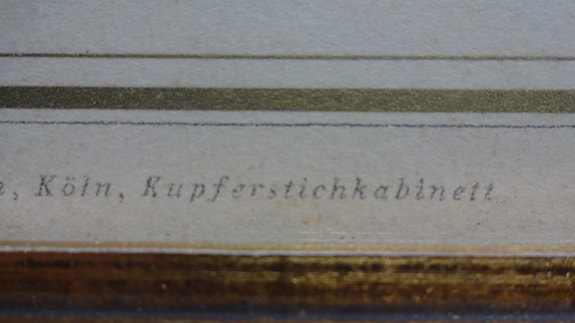 , Köln, Kupferstichkabinett